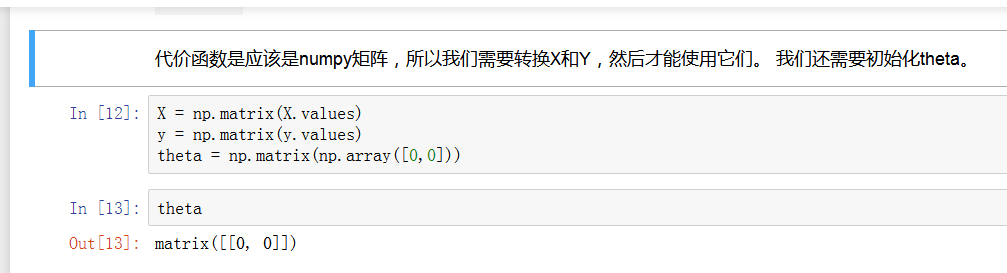 代价函数是应该是numpy矩阵，所以我们需要转换X和Y，然后才能使用它们。 我们还需要初始化theta。
In [12]: X = np.matrix(X.values)
y = np.matrix(y.values)
theta = np.matrix(np.array([0,0]))
In [13]: theta
Out[13]: matrix([[0, 0]])